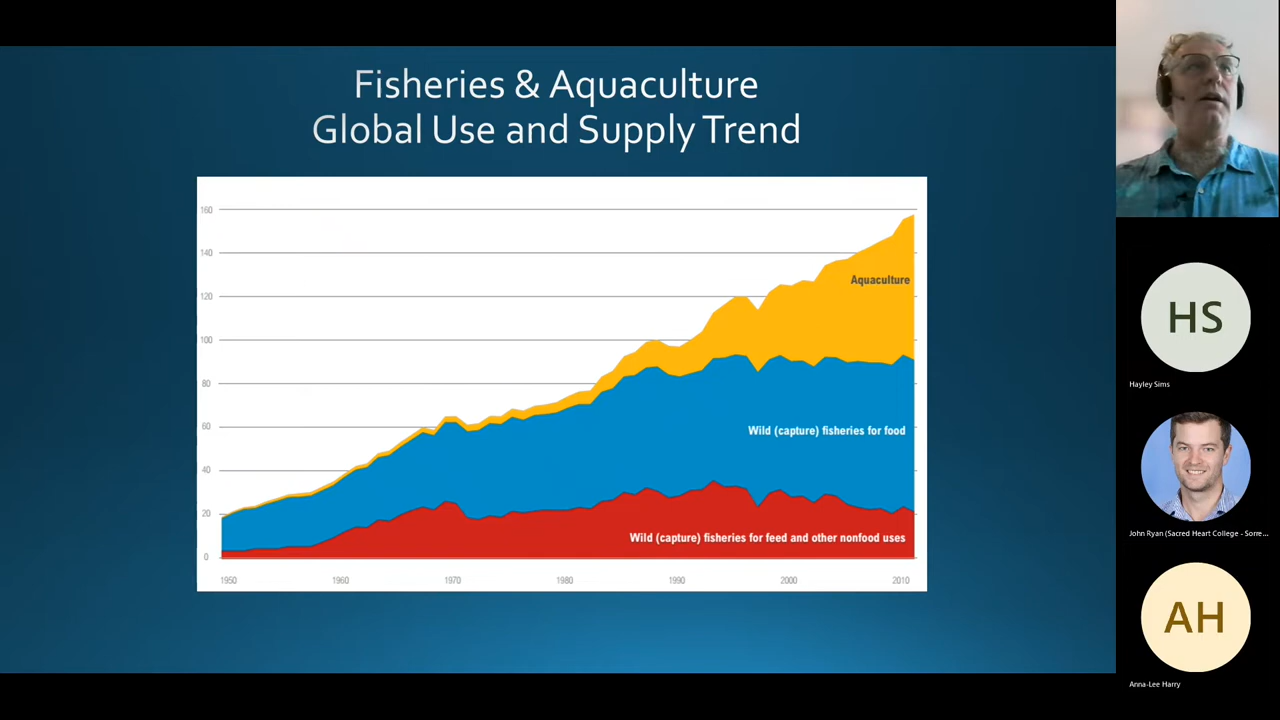 Fisheries & Aquaculture
Global Use and Supply Trend
160
140
120
100
80
60
40
20
0
Aquaculture
Wild (capture) fisheries for food
Wild (capture) fisheries for feed and other nonfood uses
1950 1960 1970 1980 1990 2000 2010
HS
Hayley Sims
John Ryan (Sacred Heart College - Sorre...
AH
Anna-Lee Harry